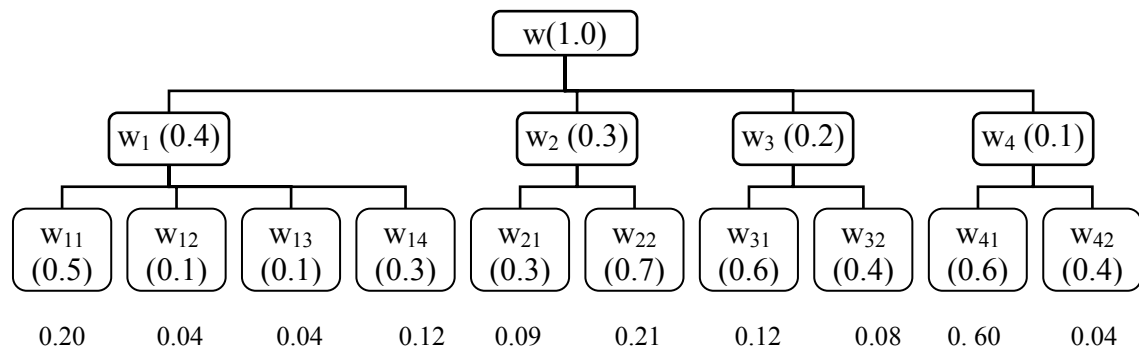 w(1.0)
w₁ (0.4) w₂ (0.3) w₃ (0.2) w₄ (0.1)
w₁₁ w₁₂ w₁₃ w₁₄ w₂₁ w₂₂ w₃₁ w₃₂ w₄₁ w₄₂
(0.5) (0.1) (0.1) (0.3) (0.3) (0.7) (0.6) (0.4) (0.6) (0.4)
0.20 0.04 0.04 0.12 0.09 0.21 0.12 0.08 0. 60 0.04